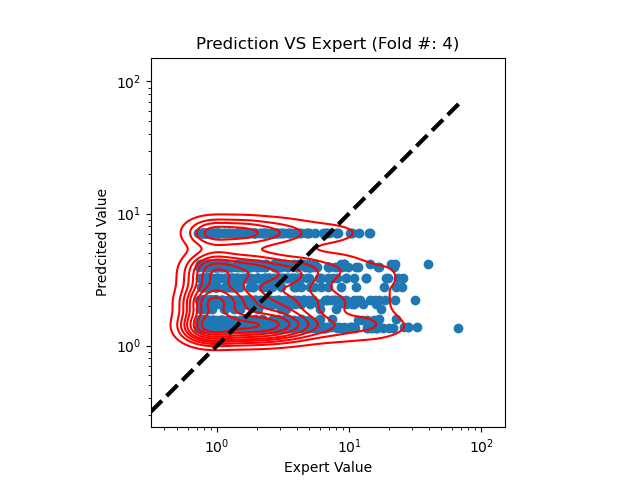 Prediction VS Expert (Fold #: 4)
10²
10¹
10⁰
Predcited Value
10⁰ 10¹ 10²
Expert Value